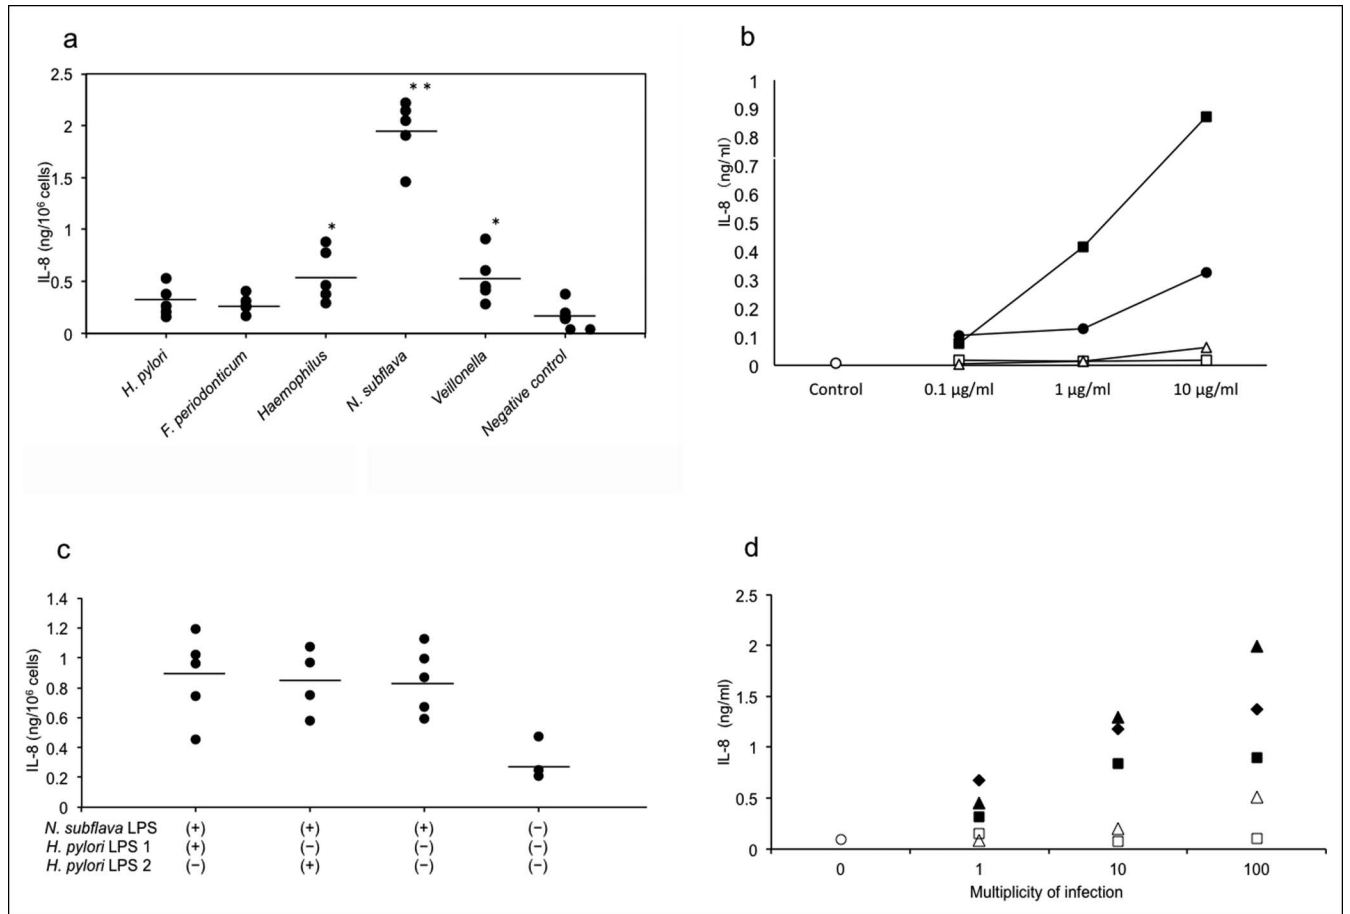 a
2.5
2
1.5
1
0.5
0
IL-8 (ng/10⁶ cells)
*
* *
*
H. pylori
F. periodonticum
Haemophilus
N. subflava
Veillonella
Negative control
b
1
0.9
0.8
0.7
0.6
0.5
0.4
0.3
0.2
0.1
0
IL-8 (ng/ml)
Control
0.1 µg/ml
1 µg/ml
10 µg/ml
c
1.4
1.2
1
0.8
0.6
0.4
0.2
0
IL-8 (ng/10⁶ cells)
N. subflava LPS (+) (+) (+) (−)
H. pylori LPS 1 (+) (−) (−) (−)
H. pylori LPS 2 (−) (+) (−) (−)
d
2.5
2
1.5
1
0.5
0
IL-8 (ng/ml)
0 1 10 100
Multiplicity of infection